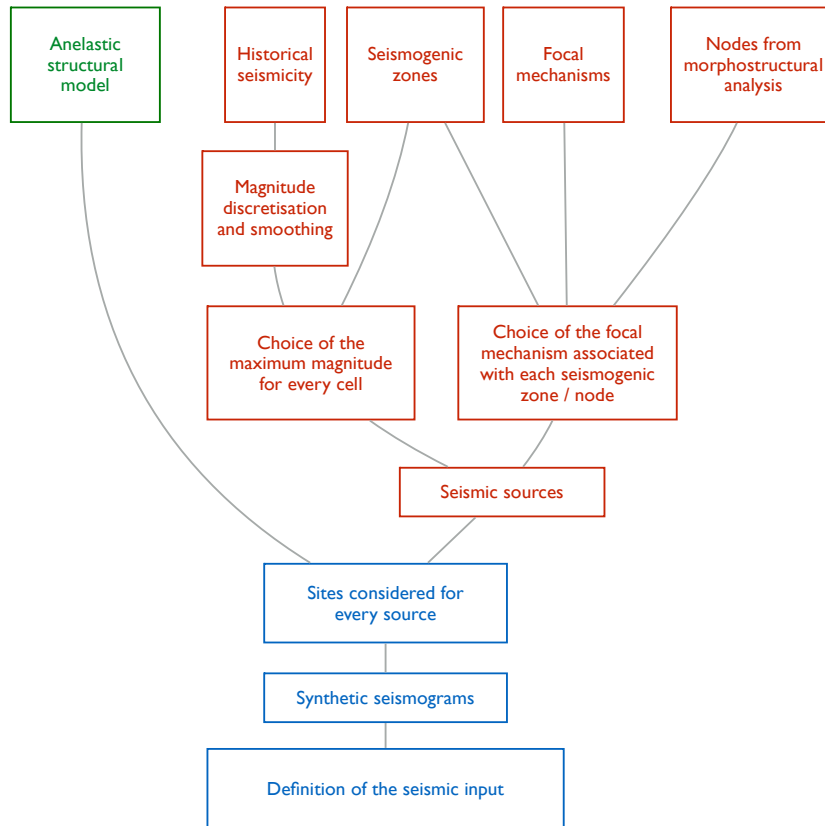 Anelastic
structural
model
Historical
seismicity
Seismogenic
zones
Focal
mechanisms
Nodes from
morphostructural
analysis
Magnitude
discretisation
and smoothing
Choice of the
maximum magnitude
for every cell
Choice of the focal
mechanism associated
with each seismogenic
zone / node
Seismic sources
Sites considered for
every source
Synthetic seismograms
Definition of the seismic input